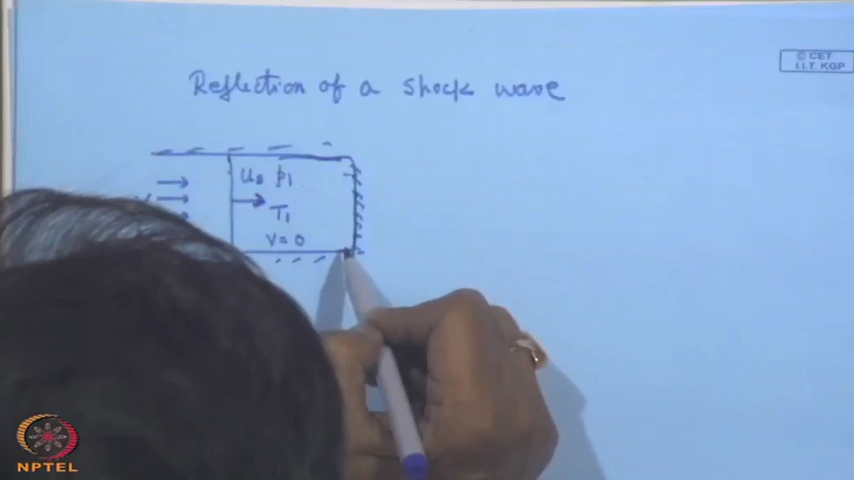 Reflection of a shock wave
© CET
I.I.T. KGP
us p1
T1
V=0
NPTEL